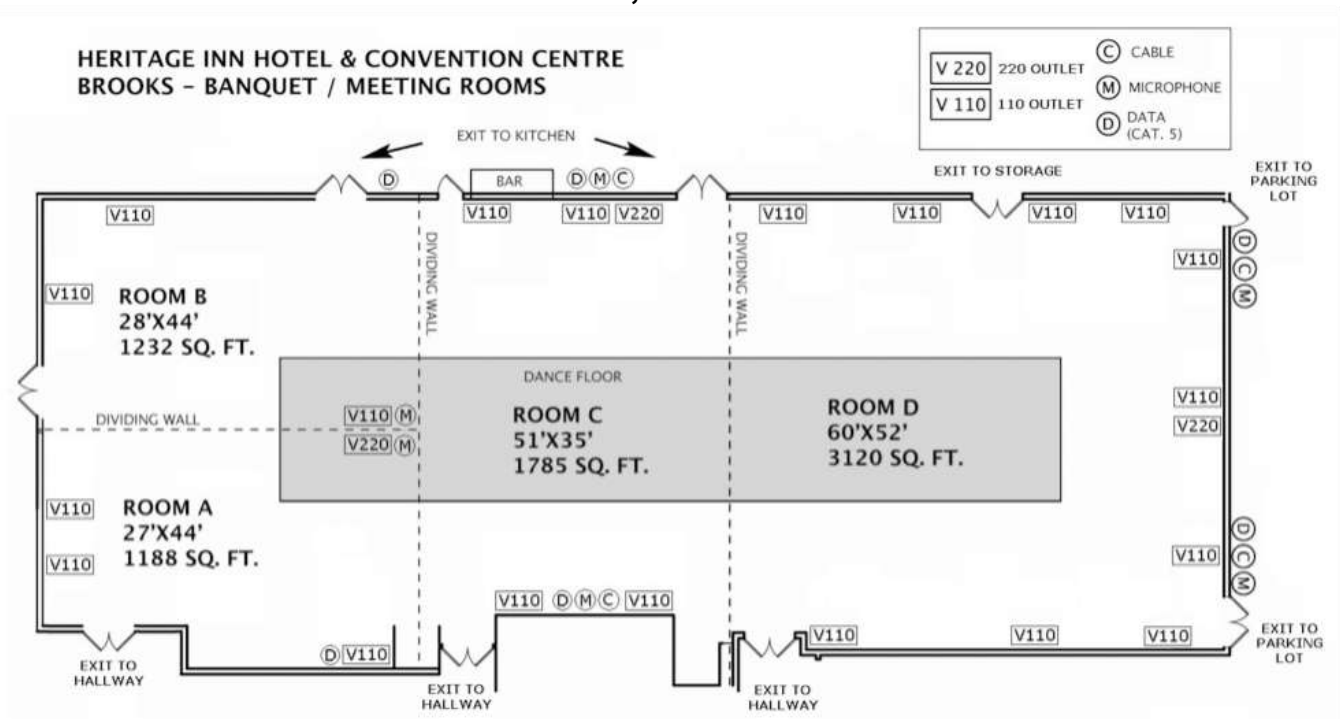 HERITAGE INN HOTEL & CONVENTION CENTRE
BROOKS – BANQUET / MEETING ROOMS
V 220
220 OUTLET
V 110
110 OUTLET
C
CABLE
M
MICROPHONE
D
DATA
(CAT. 5)
EXIT TO KITCHEN
EXIT TO STORAGE
EXIT TO
PARKING
LOT
D
BAR
D M C
V110
V110
V110
V220
V110
V110
V110
V110
DIVIDING WALL
DIVIDING WALL
V110
D
C
M
V110
ROOM B
28'X44'
1232 SQ. FT.
DANCE FLOOR
DIVIDING WALL
V110
M
V220
M
ROOM C
51'X35'
1785 SQ. FT.
ROOM D
60'X52'
3120 SQ. FT.
V110
V220
V110
V110
ROOM A
27'X44'
1188 SQ. FT.
V110
D
C
M
V110
D M C
V110
D
V110
V110
V110
V110
EXIT TO
HALLWAY
EXIT TO
HALLWAY
EXIT TO
HALLWAY
EXIT TO
PARKING
LOT